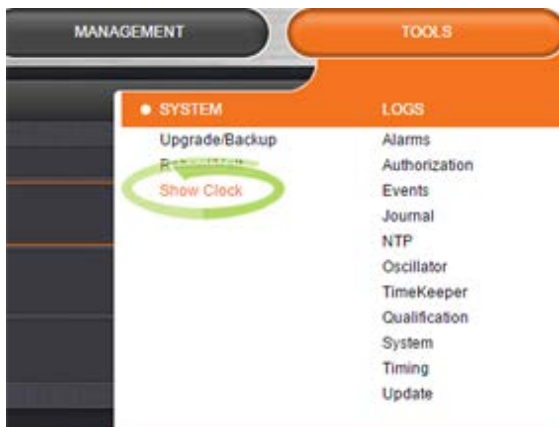 MANAGEMENT
TOOLS
SYSTEM
Upgrade/Backup
Show Clock
LOGS
Alarms
Authorization
Events
Journal
NTP
Oscillator
TimeKeeper
Qualification
System
Timing
Update